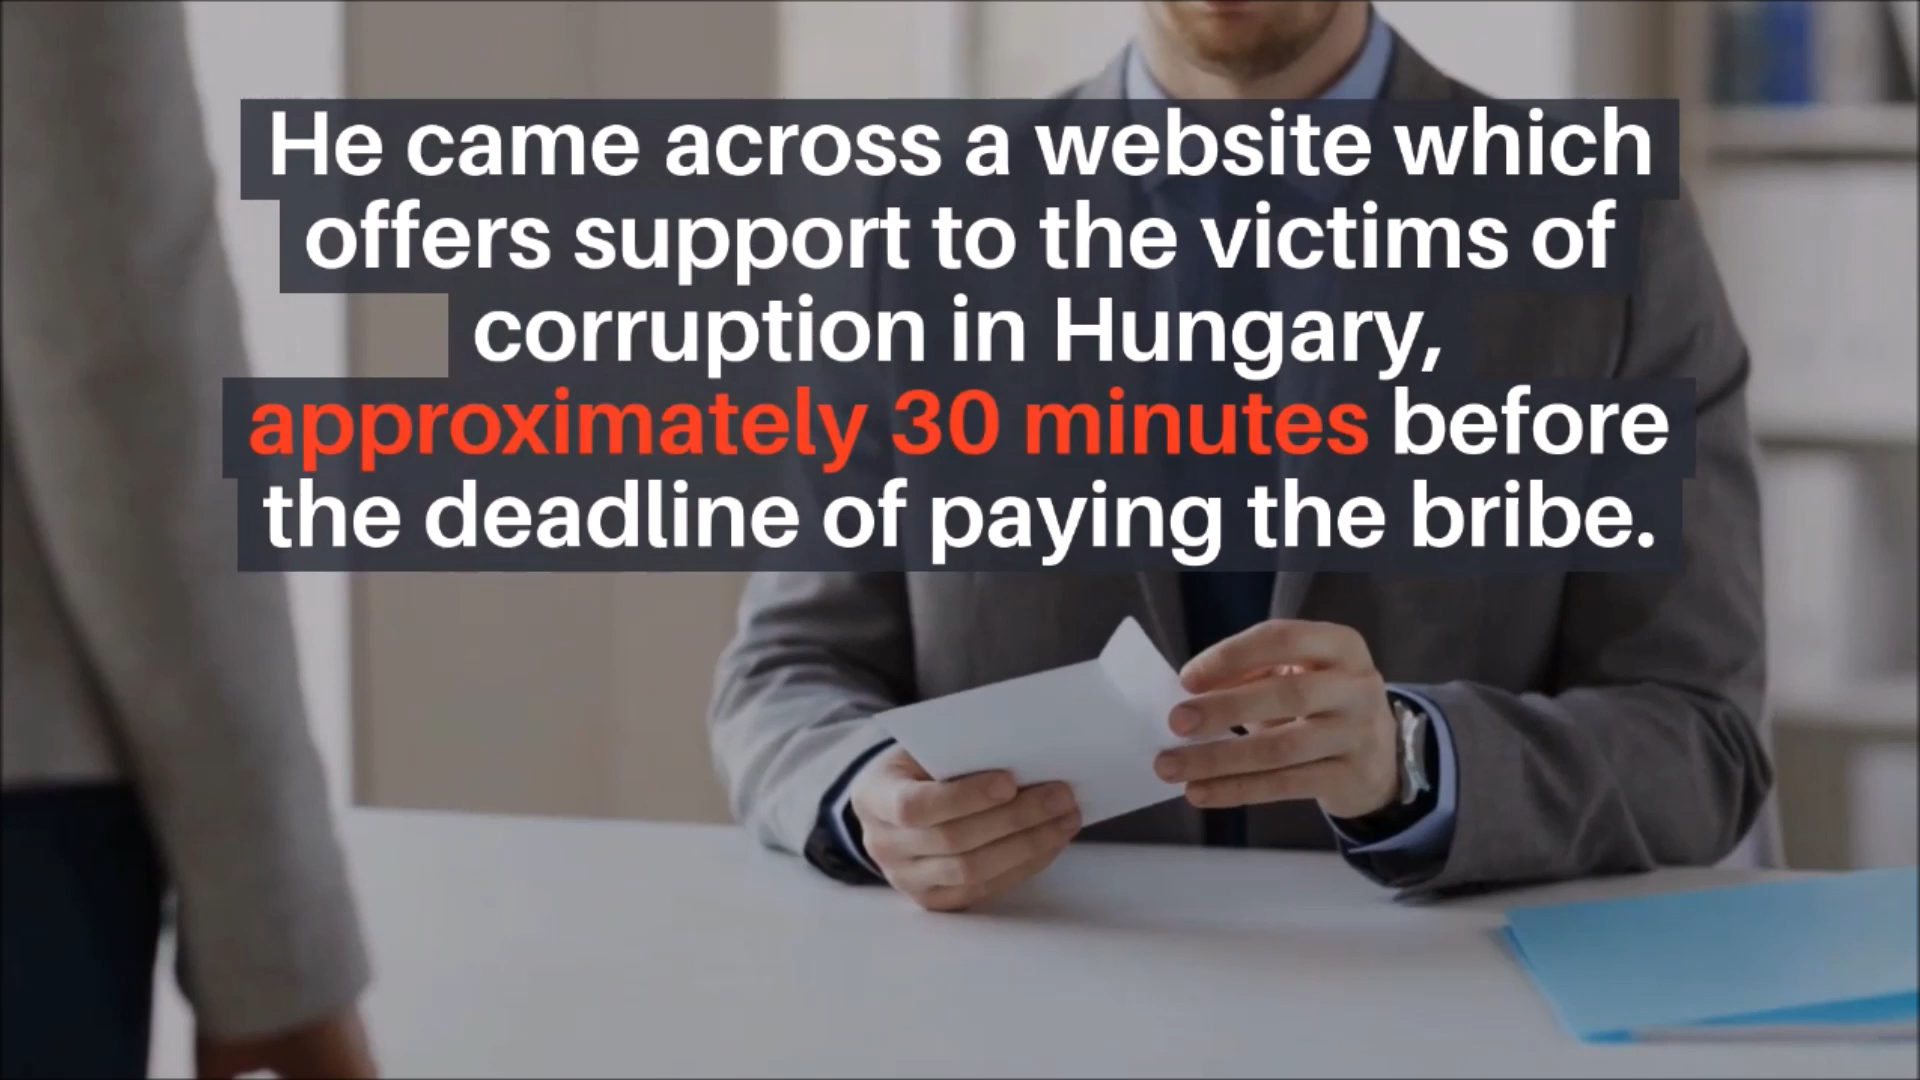 He came across a website which
offers support to the victims of
corruption in Hungary,
approximately 30 minutes before
the deadline of paying the bribe.